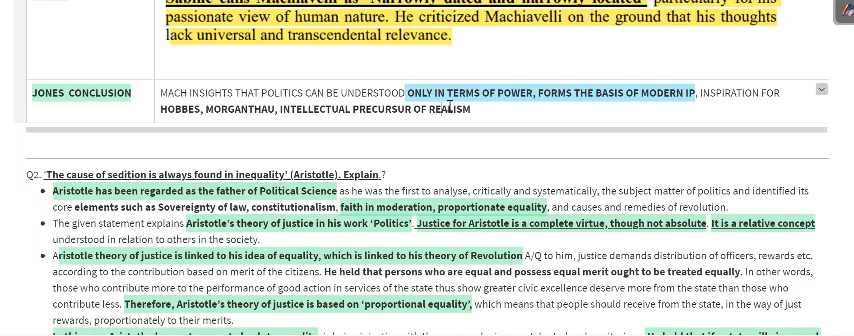 Sabine calls Machiavelli as 'Narrowly dated and narrowly located' particularly for his
passionate view of human nature. He criticized Machiavelli on the ground that his thoughts
lack universal and transcendental relevance.
JONES CONCLUSION
MACH INSIGHTS THAT POLITICS CAN BE UNDERSTOOD ONLY IN TERMS OF POWER, FORMS THE BASIS OF MODERN IP, INSPIRATION FOR
HOBBES, MORGANTHAU, INTELLECTUAL PRECURSUR OF REALISM
Q2. 'The cause of sedition is always found in inequality' (Aristotle). Explain.?
• Aristotle has been regarded as the father of Political Science as he was the first to analyse, critically and systematically, the subject matter of politics and identified its
core elements such as Sovereignty of law, constitutionalism, faith in moderation, proportionate equality, and causes and remedies of revolution.
• The given statement explains Aristotle's theory of justice in his work 'Politics'. Justice for Aristotle is a complete virtue, though not absolute. It is a relative concept
understood in relation to others in the society.
• Aristotle theory of justice is linked to his idea of equality, which is linked to his theory of Revolution A/Q to him, justice demands distribution of officers, rewards etc.
according to the contribution based on merit of the citizens. He held that persons who are equal and possess equal merit ought to be treated equally. In other words,
those who contribute more to the performance of good action in services of the state thus show greater civic excellence deserve more from the state than those who
contribute less. Therefore, Aristotle's theory of justice is based on 'proportional equality', which means that people should receive from the state, in the way of just
rewards, proportionately to their merits.